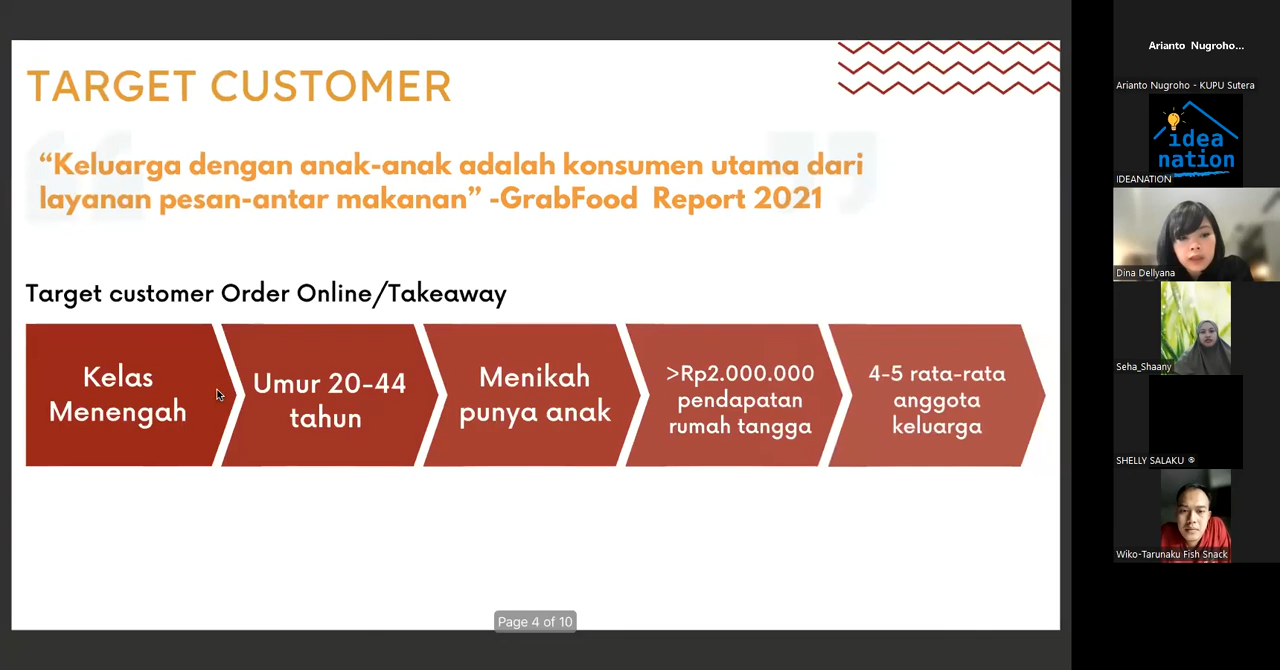 TARGET CUSTOMER
“Keluarga dengan anak-anak adalah konsumen utama dari
layanan pesan-antar makanan” -GrabFood Report 2021
Target customer Order Online/Takeaway
Kelas
Menengah
Umur 20-44
tahun
Menikah
punya anak
>Rp2.000.000
pendapatan
rumah tangga
4-5 rata-rata
anggota
keluarga
Page 4 of 10
Arianto Nugroho...
Arianto Nugroho - KUPU Sutera
idea
nation
IDEANATION
Dina Dellyana
Seha_Shaany
SHELLY SALAKU
Wiko-Tarunaku Fish Snack